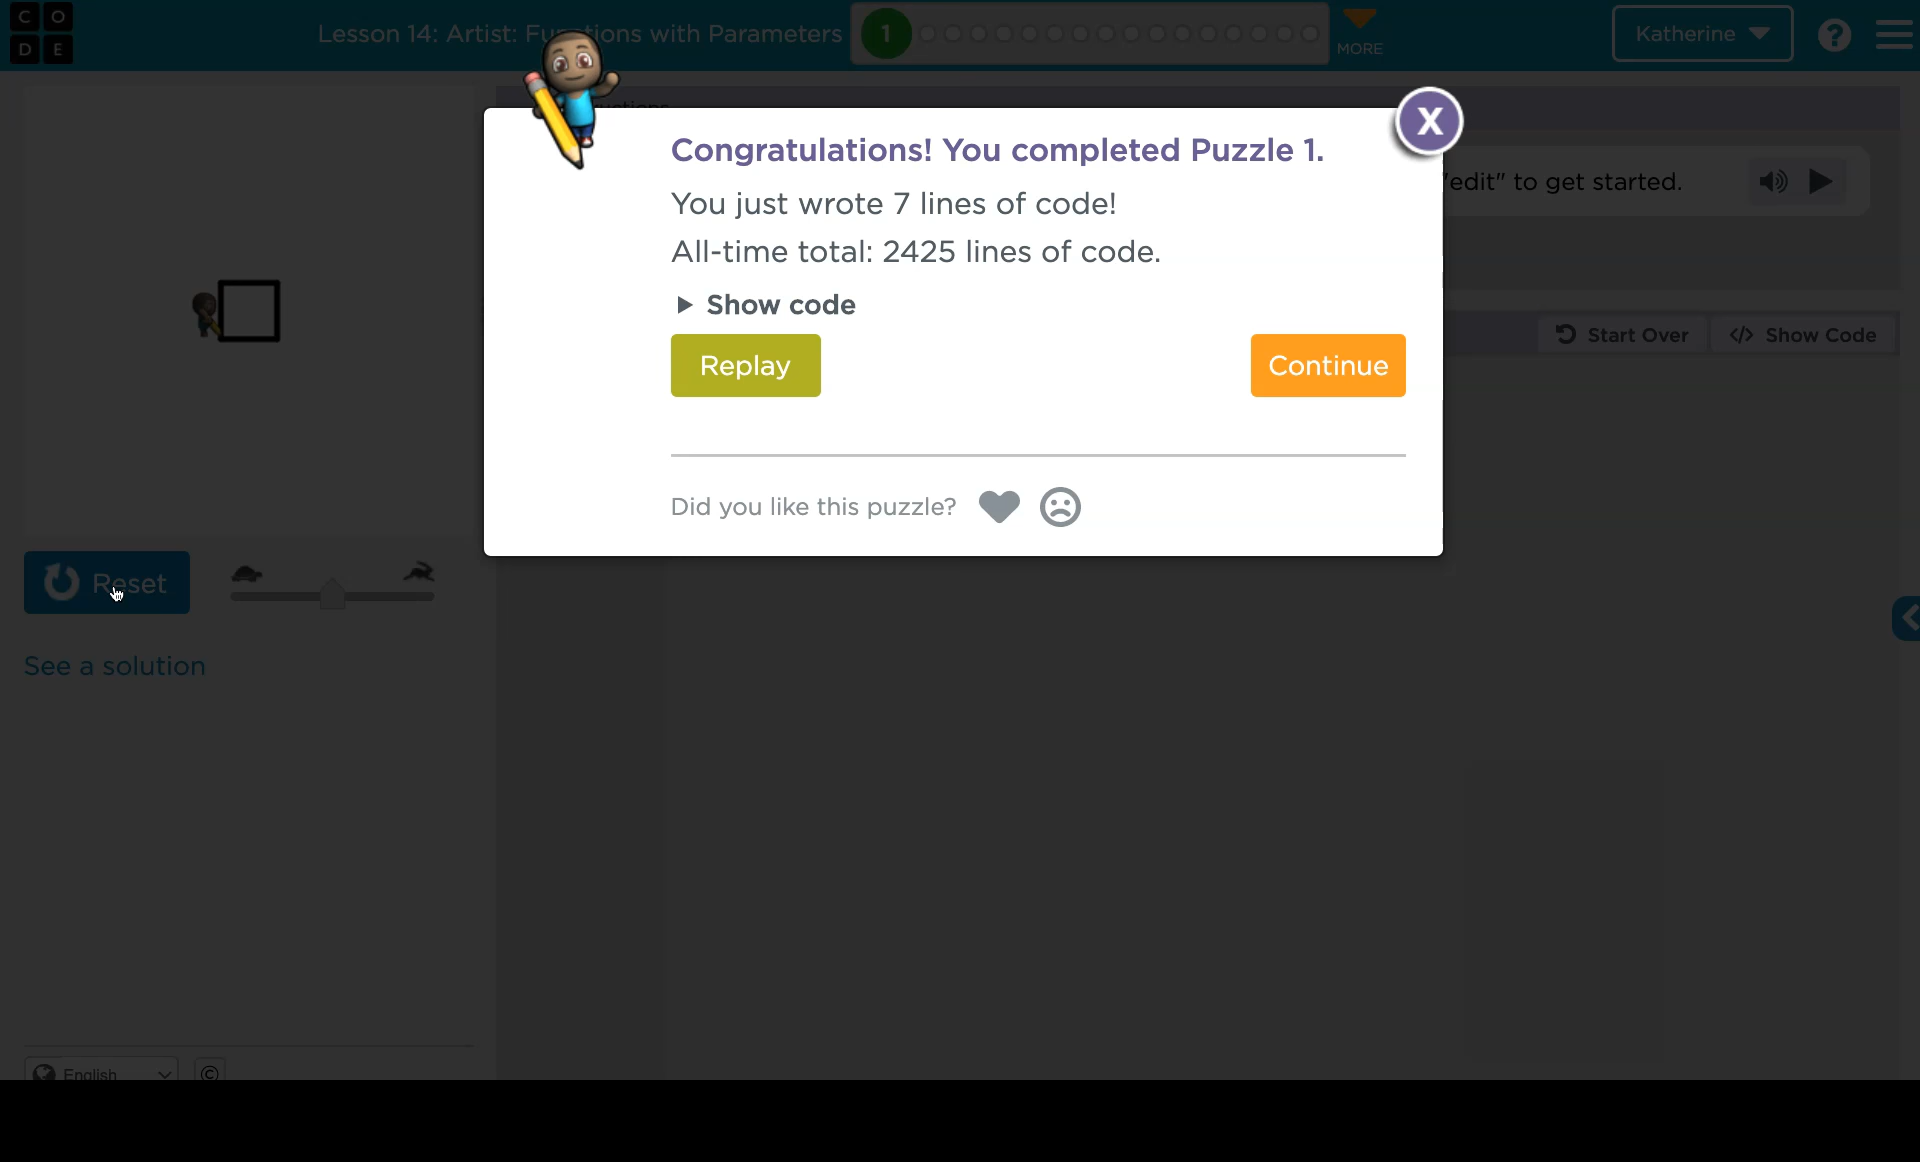 C O
D E
Lesson 14: Artist: Functions with Parameters
1
MORE
Katherine
?
X
Congratulations! You completed Puzzle 1.
You just wrote 7 lines of code!
All-time total: 2425 lines of code.
"edit" to get started.
Show code
Replay
Continue
Start Over
</> Show Code
Did you like this puzzle?
Reset
See a solution
English
©